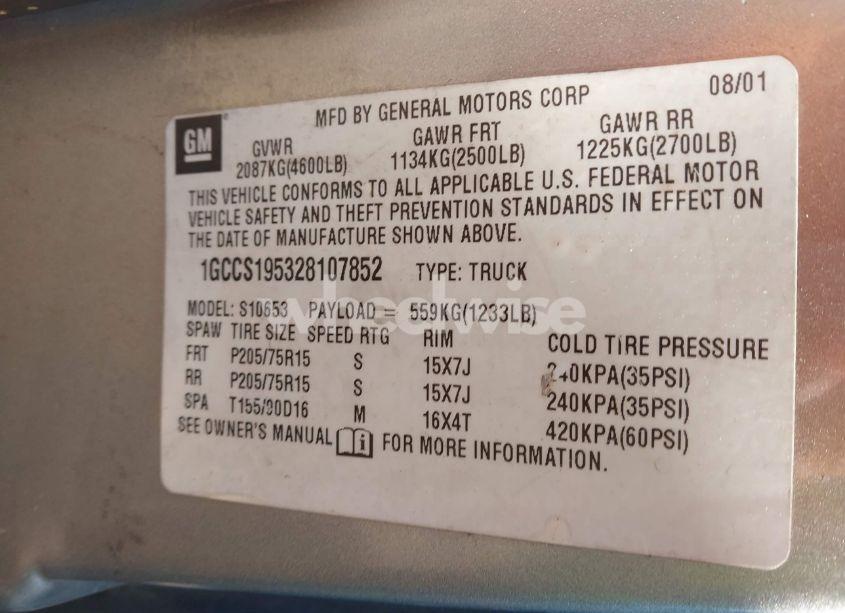 08/01
MFD BY GENERAL MOTORS CORP
GM
GVWR GAWR FRT GAWR RR
2087KG(4600LB) 1134KG(2500LB) 1225KG(2700LB)
THIS VEHICLE CONFORMS TO ALL APPLICABLE U.S. FEDERAL MOTOR
VEHICLE SAFETY AND THEFT PREVENTION STANDARDS IN EFFECT ON
THE DATE OF MANUFACTURE SHOWN ABOVE.
1GCCS195328107852 TYPE: TRUCK
wheelwise
MODEL: S10653 PAYLOAD = 559KG(1233LB)
SPAW TIRE SIZE SPEED RTG RIM COLD TIRE PRESSURE
FRT P205/75R15 S 15X7J 240KPA(35PSI)
RR P205/75R15 S 15X7J 240KPA(35PSI)
SPA T155/90D16 M 16X4T 420KPA(60PSI)
SEE OWNER'S MANUAL i FOR MORE INFORMATION.